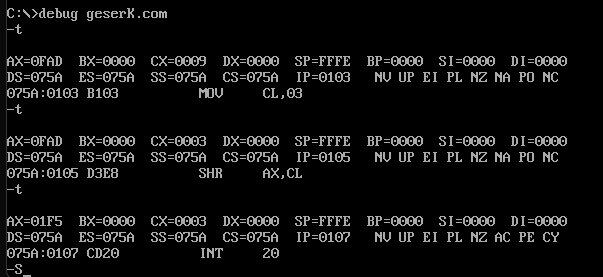 C:\>debug geserK.com
-t
AX=0FAD BX=0000 CX=0009 DX=0000 SP=FFFE BP=0000 SI=0000 DI=0000
DS=075A ES=075A SS=075A CS=075A IP=0103 NV UP EI PL NZ NA PO NC
075A:0103 B103 MOV CL,03
-t
AX=0FAD BX=0000 CX=0003 DX=0000 SP=FFFE BP=0000 SI=0000 DI=0000
DS=075A ES=075A SS=075A CS=075A IP=0105 NV UP EI PL NZ NA PO NC
075A:0105 D3E8 SHR AX,CL
-t
AX=01F5 BX=0000 CX=0003 DX=0000 SP=FFFE BP=0000 SI=0000 DI=0000
DS=075A ES=075A SS=075A CS=075A IP=0107 NV UP EI PL NZ AC PE CY
075A:0107 CD20 INT 20
-S_